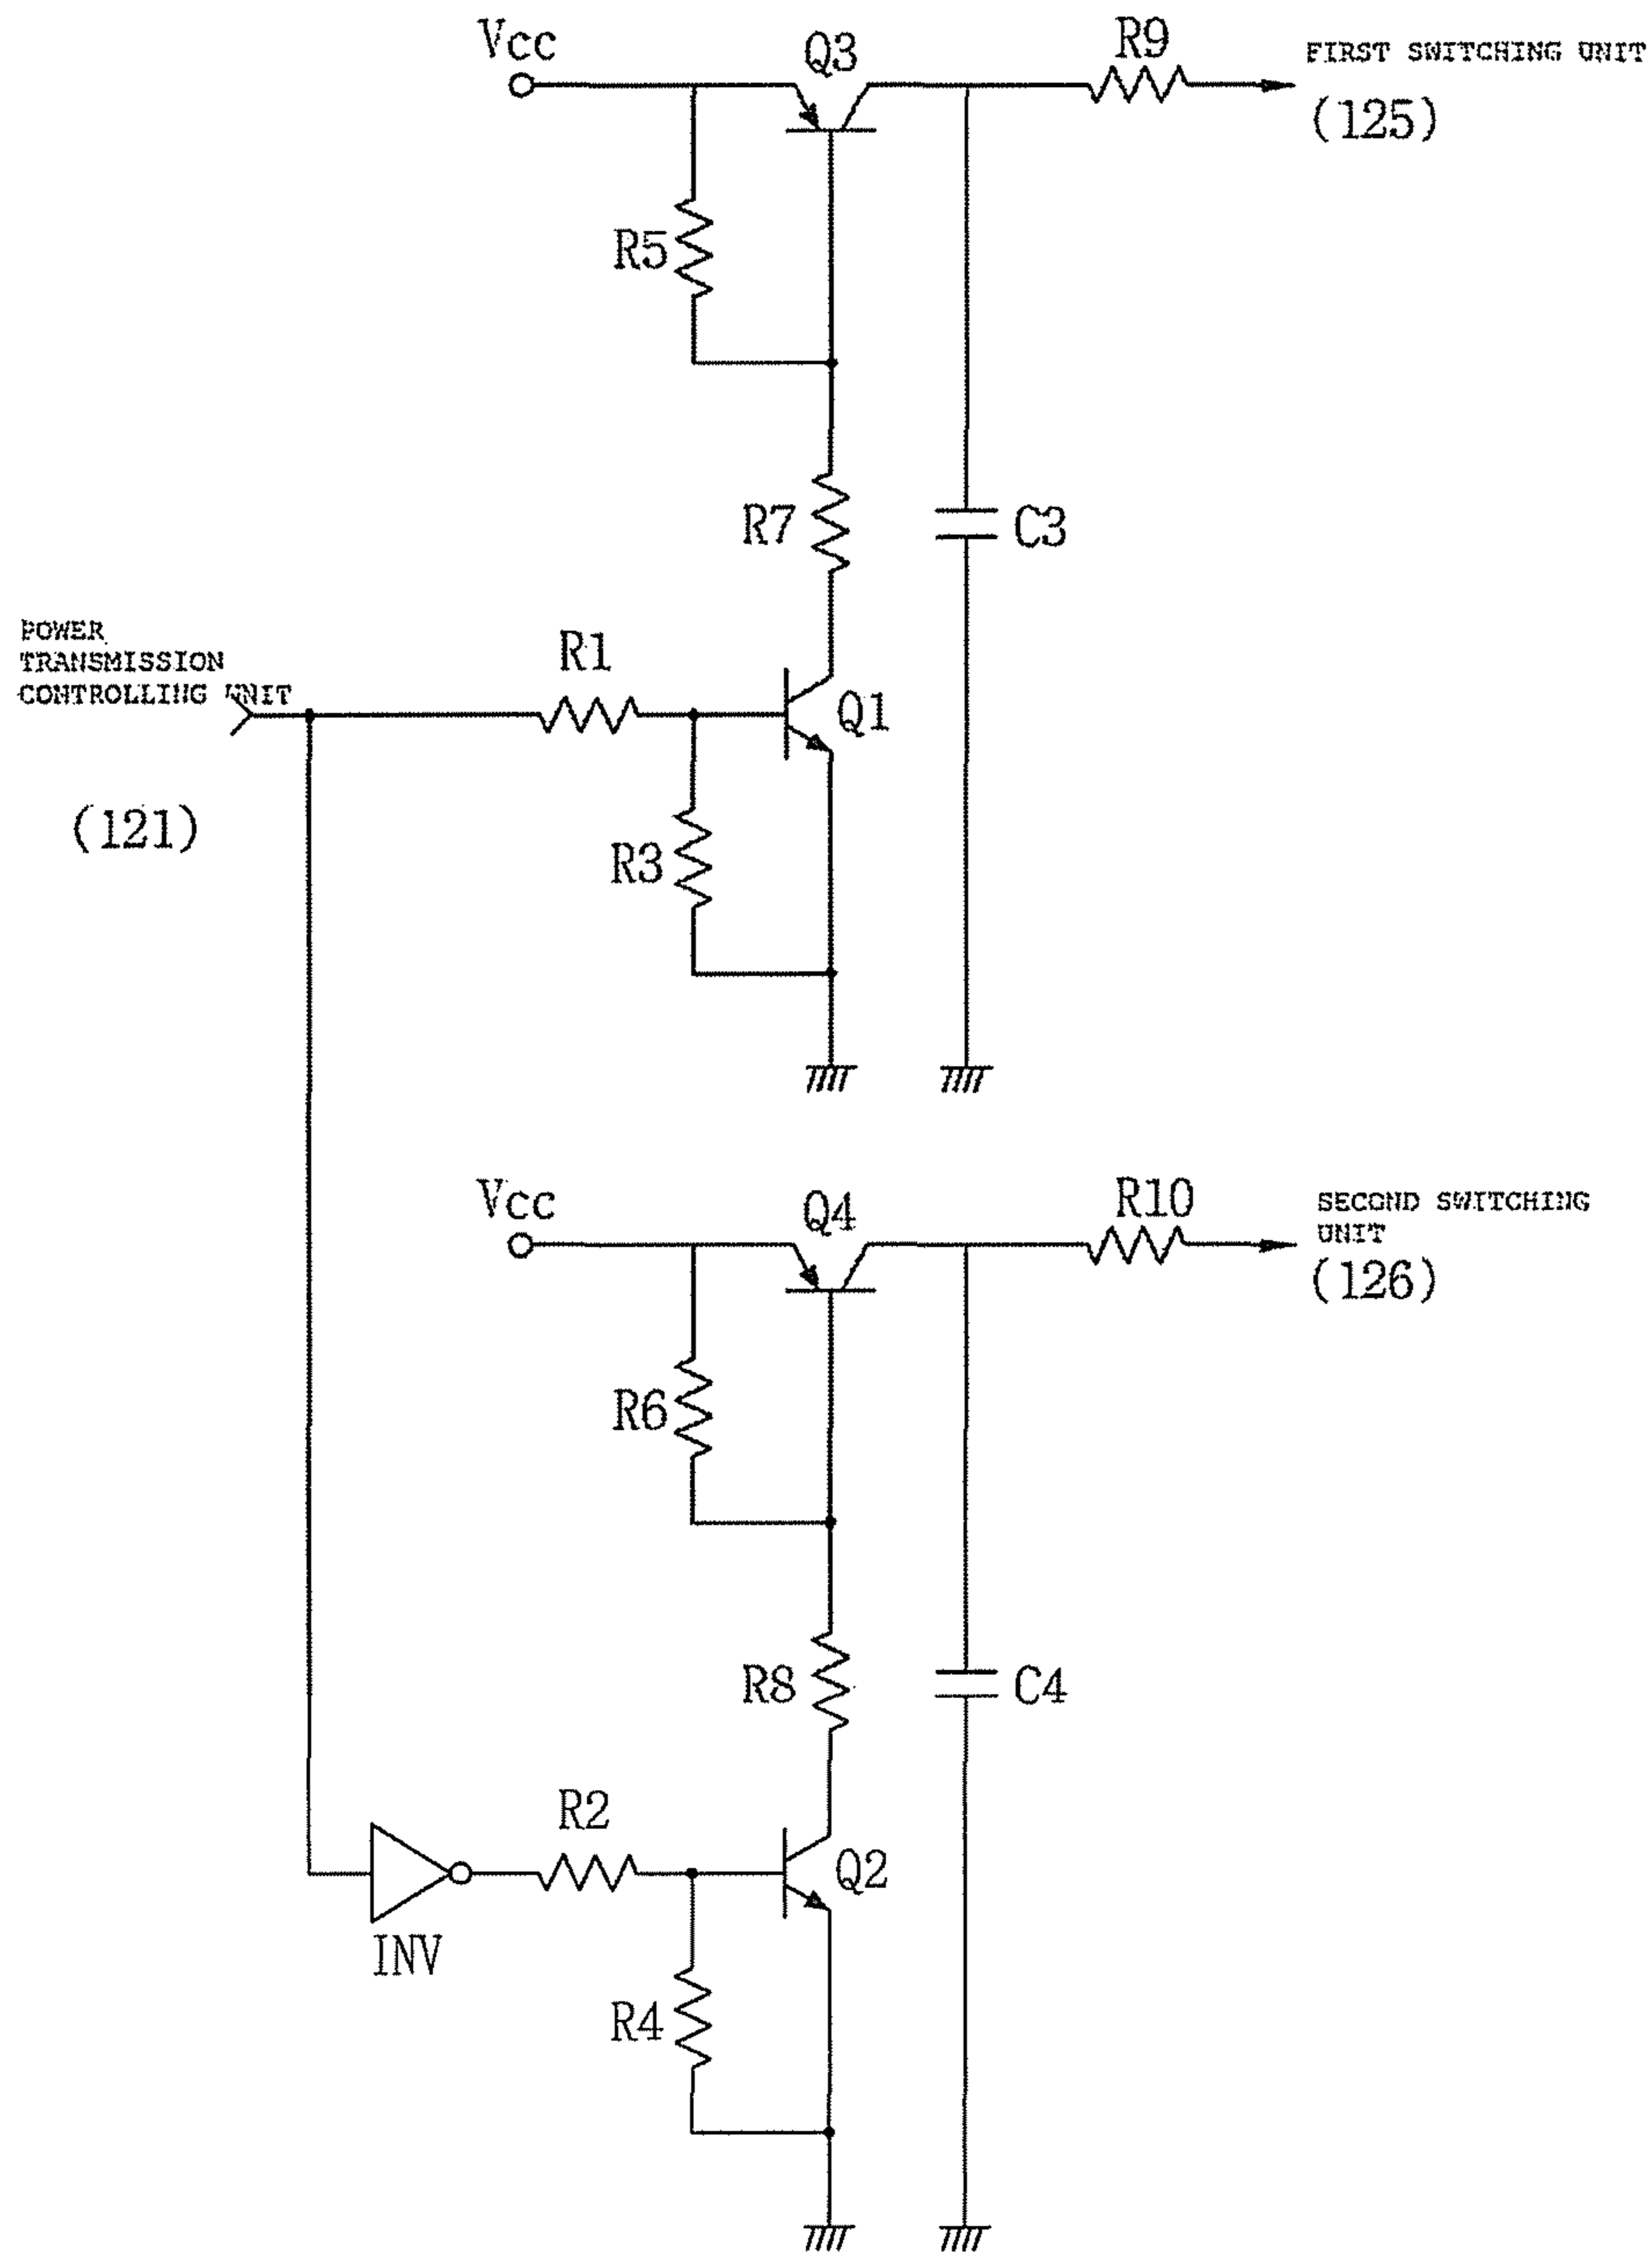 Vcc
Q3
R9
FIRST SWITCHING UNIT
(125)
R5
R7
C3
POWER
TRANSMISSION
CONTROLLING UNIT
R1
Q1
(121)
R3
Vcc
Q4
R10
SECOND SWITCHING
UNIT
(126)
R6
R8
C4
R2
Q2
INV
R4